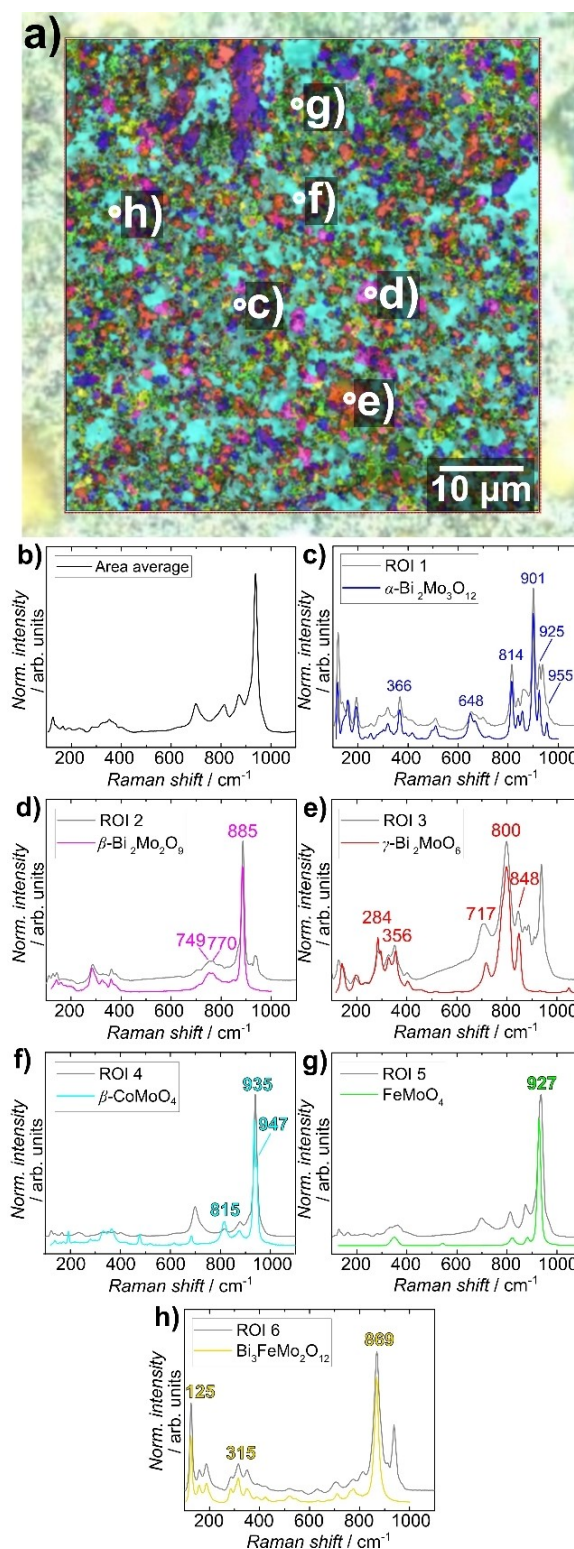 a)
g)
h)
f)
c)
d)
e)
10 µm
b)
Area average
Norm. intensity
/ arb. units
200 400 600 800 1000
Raman shift / cm-1
c)
ROI 1
α-Bi2Mo3O12
901
925
955
814
366
648
Norm. intensity
/ arb. units
200 400 600 800 1000
Raman shift / cm-1
d)
ROI 2
β-Bi2Mo2O9
885
749
770
Norm. intensity
/ arb. units
200 400 600 800 1000
Raman shift / cm-1
e)
ROI 3
γ-Bi2MoO6
800
848
717
284
356
Norm. intensity
/ arb. units
200 400 600 800 1000
Raman shift / cm-1
f)
ROI 4
β-CoMoO4
935
947
815
Norm. intensity
/ arb. units
200 400 600 800 1000
Raman shift / cm-1
g)
ROI 5
FeMoO4
927
Norm. intensity
/ arb. units
200 400 600 800 1000
Raman shift / cm-1
h)
ROI 6
Bi3FeMo2O12
869
125
315
Norm. intensity
/ arb. units
200 400 600 800 1000
Raman shift / cm-1